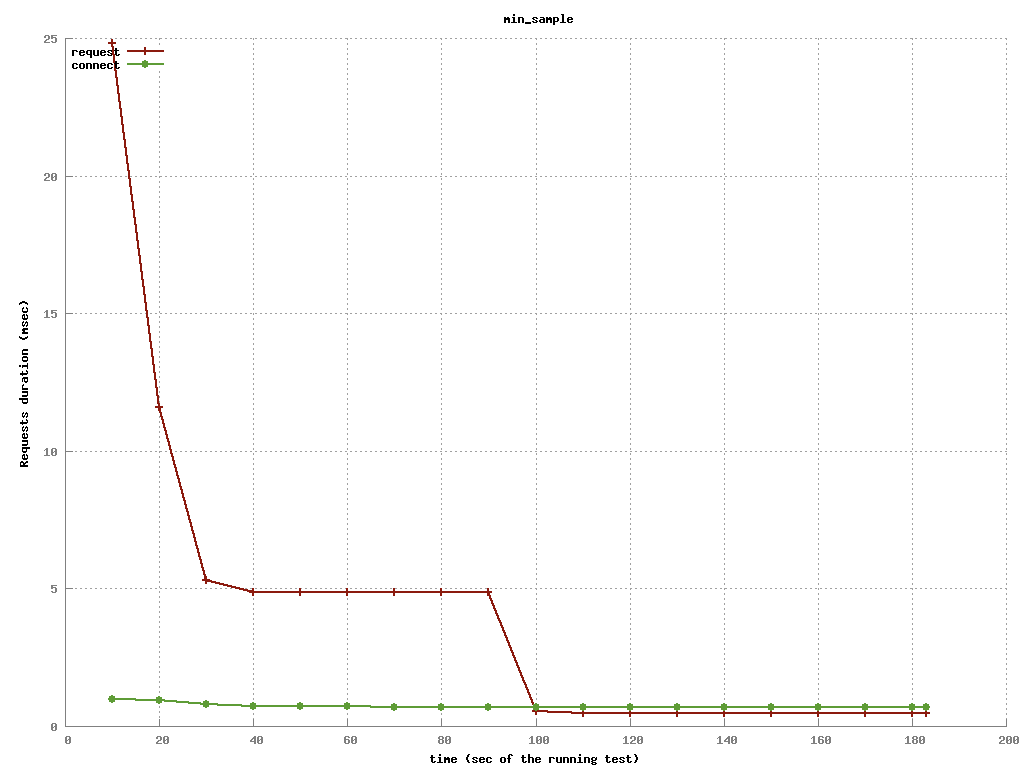 min_sample
request
connect
25
20
15
10
5
0
Requests duration (msec)
0 20 40 60 80 100 120 140 160 180 200
time (sec of the running test)